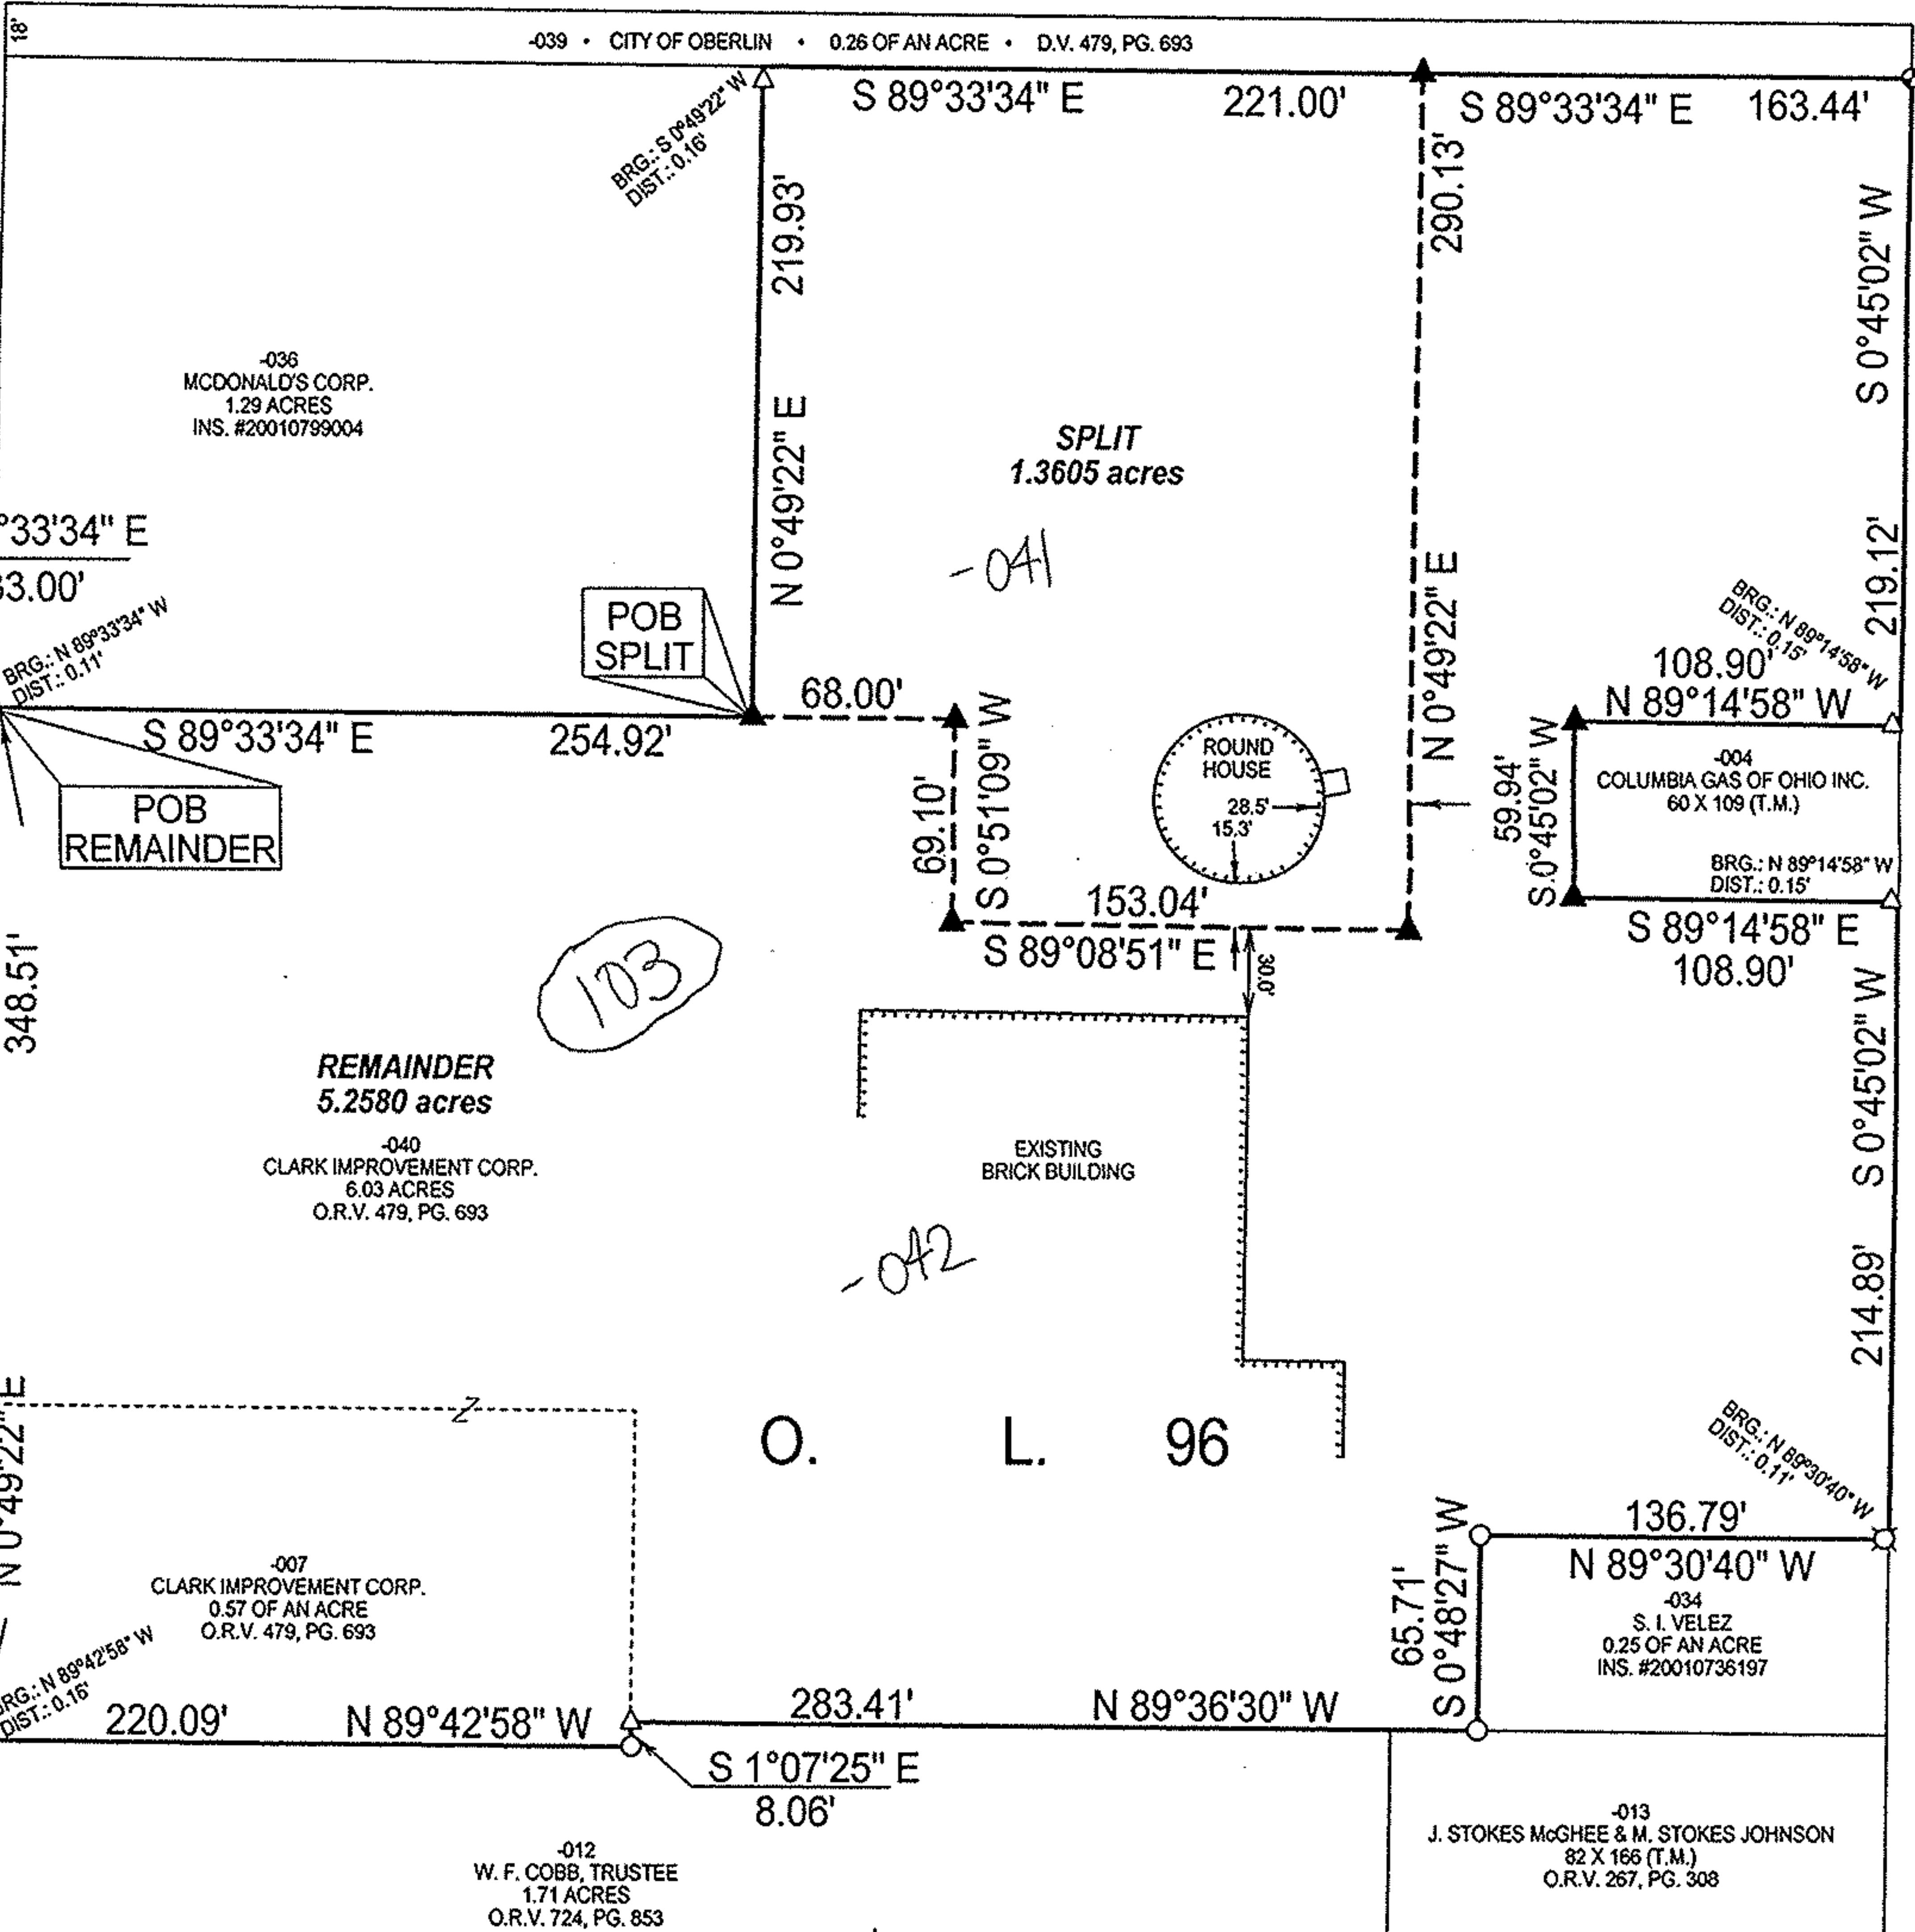 18'
-039 • CITY OF OBERLIN • 0.26 OF AN ACRE • D.V. 479, PG. 693
S 89°33'34" E 221.00'
S 89°33'34" E 163.44'
BRG.: S 0°49'22" W
DIST.: 0.16'
N 0°49'22" E 219.93'
N 0°49'22" E 290.13'
S 0°45'02" W
219.12'
-036
MCDONALD'S CORP.
1.29 ACRES
INS. #20010799004
SPLIT
1.3605 acres
-041
°33'34" E
33.00'
BRG.: N 89°33'34" W
DIST.: 0.11'
POB
SPLIT
68.00'
S 89°33'34" E 254.92'
POB
REMAINDER
69.10'
S 0°51'09" W
ROUND
HOUSE
28.5'
15.3'
153.04'
S 89°08'51" E
30.0'
BRG.: N 89°14'58" W
DIST.: 0.15'
108.90'
N 89°14'58" W
59.94'
S 0°45'02" W
-004
COLUMBIA GAS OF OHIO INC.
60 X 109 (T.M.)
BRG.: N 89°14'58" W
DIST.: 0.15'
S 89°14'58" E
108.90'
348.51'
103
REMAINDER
5.2580 acres
-040
CLARK IMPROVEMENT CORP.
6.03 ACRES
O.R.V. 479, PG. 693
EXISTING
BRICK BUILDING
-042
S 0°45'02" W
214.89'
N 0°49'22" E
Z
O. L. 96
BRG.: N 89°30'40" W
DIST.: 0.11'
136.79'
N 89°30'40" W
65.71'
S 0°48'27" W
-034
S. I. VELEZ
0.25 OF AN ACRE
INS. #20010736197
-007
CLARK IMPROVEMENT CORP.
0.57 OF AN ACRE
O.R.V. 479, PG. 693
BRG.: N 89°42'58" W
DIST.: 0.16'
220.09' N 89°42'58" W
283.41' N 89°36'30" W
S 1°07'25" E
8.06'
-012
W. F. COBB, TRUSTEE
1.71 ACRES
O.R.V. 724, PG. 853
-013
J. STOKES McGHEE & M. STOKES JOHNSON
82 X 166 (T.M.)
O.R.V. 267, PG. 308